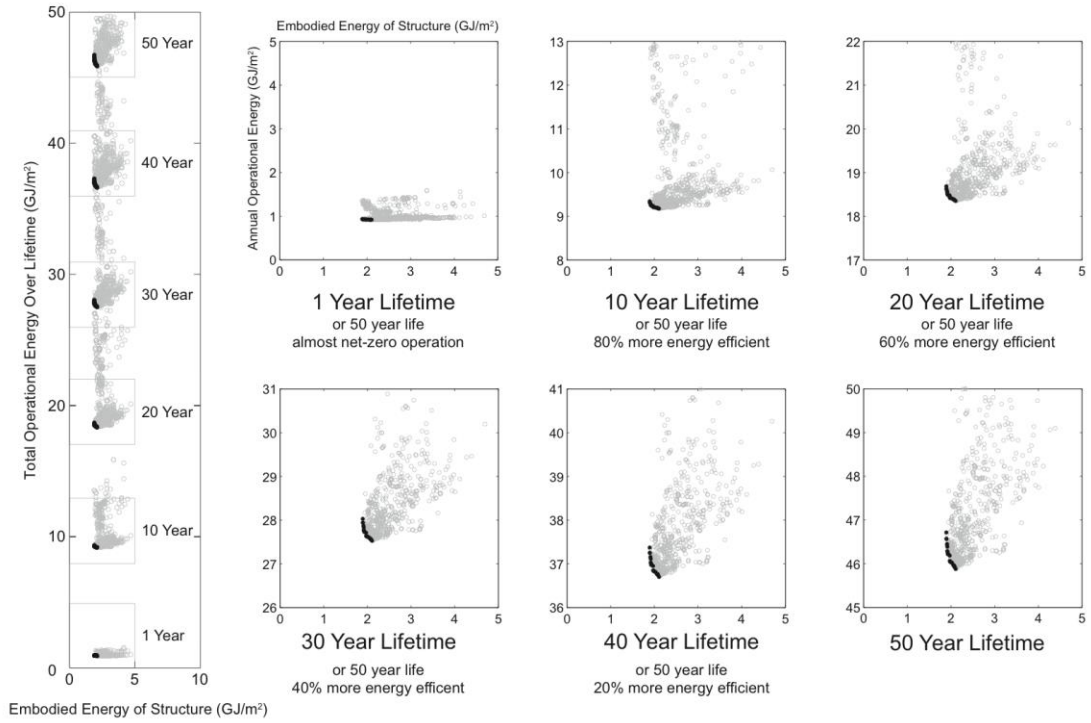 Total Operational Energy Over Lifetime (GJ/m²)
50
40
30
20
10
0
50 Year
40 Year
30 Year
20 Year
10 Year
1 Year
0 5 10
Embodied Energy of Structure (GJ/m²)
Embodied Energy of Structure (GJ/m²)
Annual Operational Energy (GJ/m²)
5
4
3
2
1
0
0 1 2 3 4 5
1 Year Lifetime
or 50 year life
almost net-zero operation
13
12
11
10
9
8
0 1 2 3 4 5
10 Year Lifetime
or 50 year life
80% more energy efficient
22
21
20
19
18
17
0 1 2 3 4 5
20 Year Lifetime
or 50 year life
60% more energy efficient
31
30
29
28
27
26
0 1 2 3 4 5
30 Year Lifetime
or 50 year life
40% more energy efficent
41
40
39
38
37
36
0 1 2 3 4 5
40 Year Lifetime
or 50 year life
20% more energy efficient
50
49
48
47
46
45
0 1 2 3 4 5
50 Year Lifetime